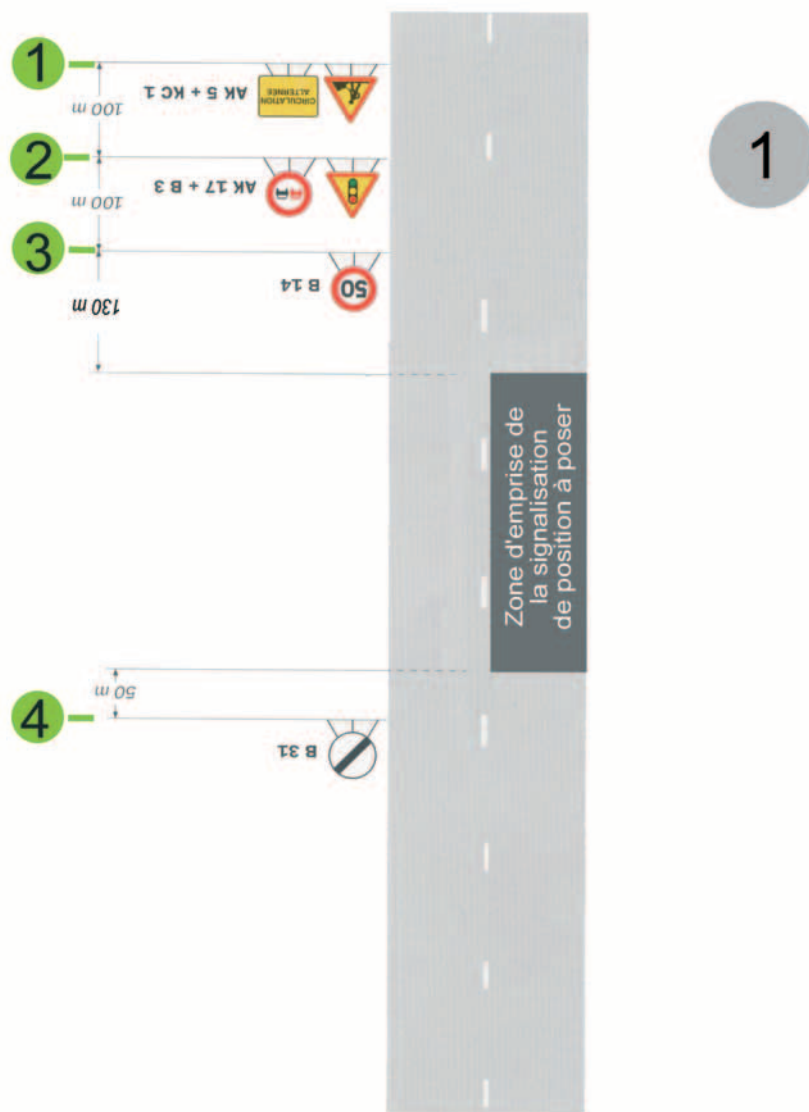 1
AK 5 + KC 1
CIRCULATION
ALTERNÉE
100 m
1
2
AK 17 + B 3
100 m
3
B 14
50
130 m
Zone d'emprise de
la signalisation
de position à poser
50 m
4
B 31